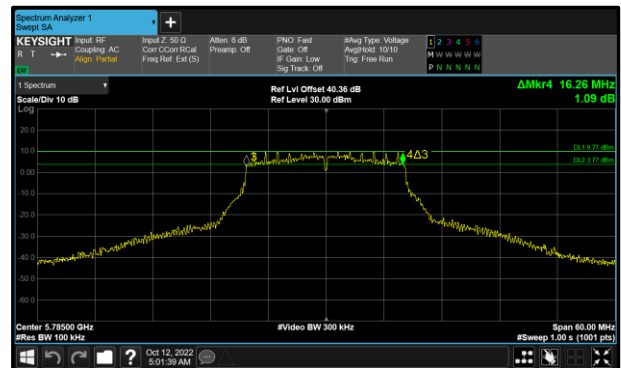 Spectrum Analyzer 1
Swept SA
KEYSIGHT
R T
Input: RF
Coupling: AC
Align: Partial
Input Z: 50 Ω
Corr CCorr RCal
Freq Ref: Ext (S)
Atten: 6 dB
Preamp: Off
PNO: Fast
Gate: Off
IF Gain: Low
Sig Track: Off
#Avg Type: Voltage
Avg|Hold: 10/10
Trig: Free Run
1 2 3 4 5 6
M W W W W W
P N N N N N
1 Spectrum
Scale/Div 10 dB
Log
Ref Lvl Offset 40.36 dB
Ref Level 30.00 dBm
ΔMkr4 16.26 MHz
1.09 dB
20.0
10.0
0.00
-10.0
-20.0
-30.0
-40.0
-50.0
-60.0
3
4Δ3
DL1 9.77 dBm
DL2 3.77 dBm
Center 5.78500 GHz
#Res BW 100 kHz
#Video BW 300 kHz
Span 60.00 MHz
#Sweep 1.00 s (1001 pts)
?
Oct 12, 2022
5:01:39 AM